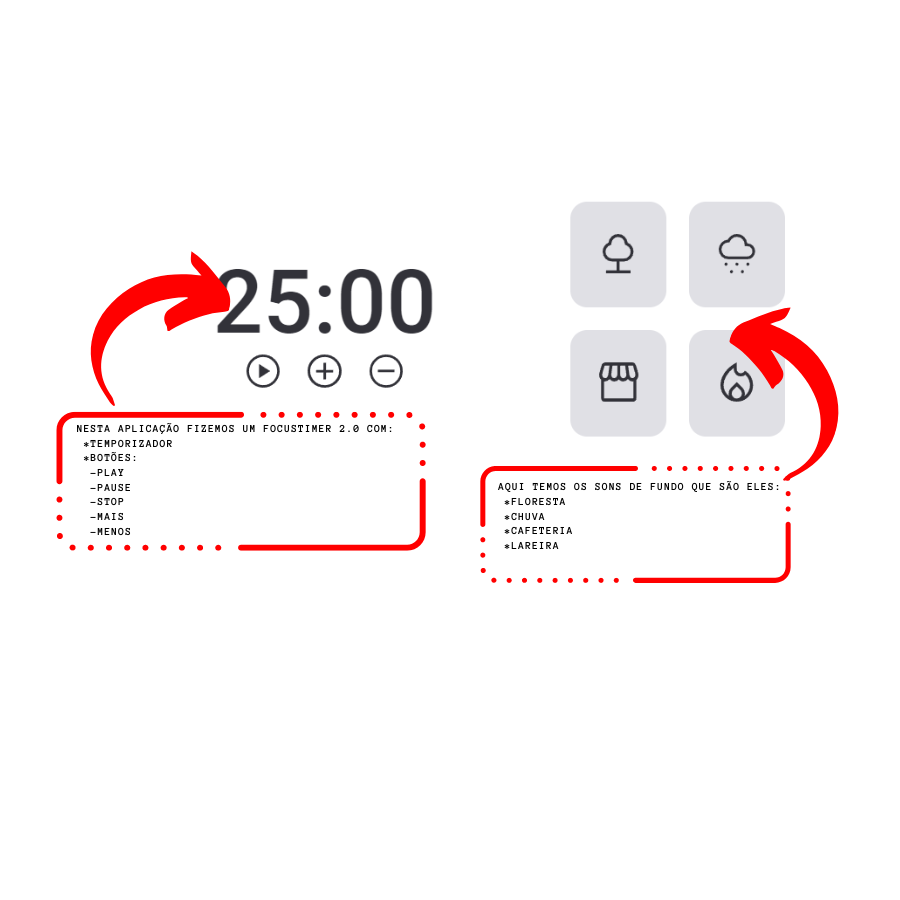 25:00
NESTA APLICAÇÃO FIZEMOS UM FOCUSTIMER 2.0 COM:
*TEMPORIZADOR
*BOTÕES:
-PLAY
-PAUSE
-STOP
-MAIS
-MENOS
AQUI TEMOS OS SONS DE FUNDO QUE SÃO ELES:
*FLORESTA
*CHUVA
*CAFETERIA
*LAREIRA